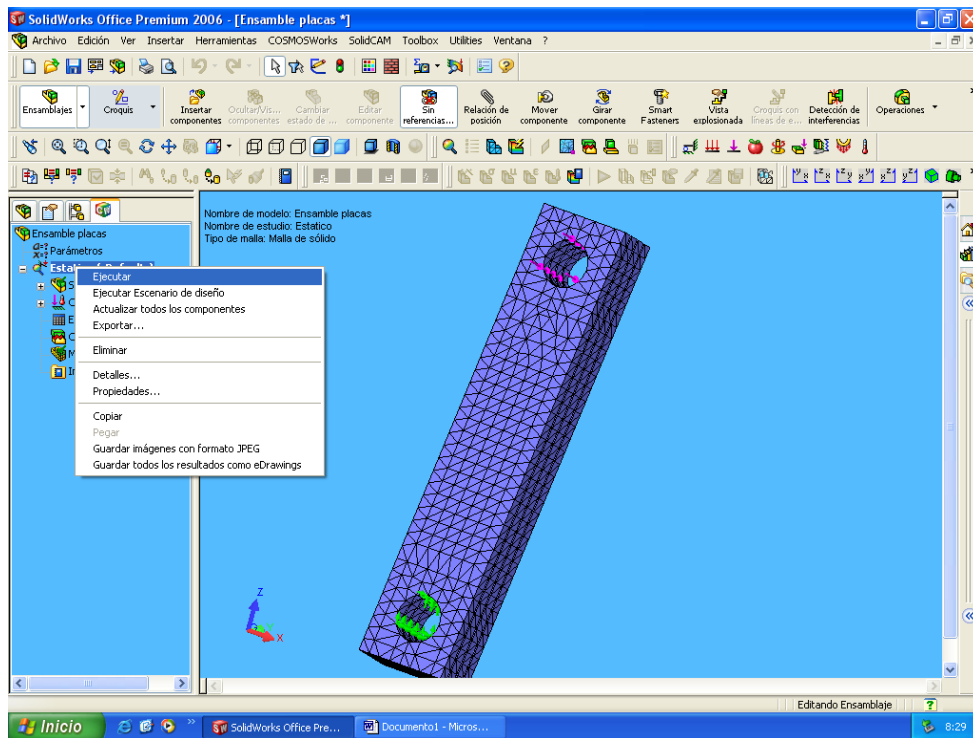 SolidWorks Office Premium 2006 - [Ensamble placas *]
Archivo Edición Ver Insertar Herramientas COSMOSWorks SolidCAM Toolbox Utilities Ventana ?
Ensamblajes
Croquis
Insertar componentes
Ocultar/Vis... componentes
Cambiar estado de ...
Editar componente
Sin referencias...
Relación de posición
Mover componente
Girar componente
Smart Fasteners
Vista explosionada
Croquis con líneas de e...
Detección de interferencias
Operaciones
Ensamble placas
Parámetros
Nombre de modelo: Ensamble placas
Nombre de estudio: Estatico
Tipo de malla: Malla de sólido
Ejecutar
Ejecutar Escenario de diseño
Actualizar todos los componentes
Exportar...
Eliminar
Detalles...
Propiedades...
Copiar
Pegar
Guardar imágenes con formato JPEG
Guardar todos los resultados como eDrawings
Z
Y
X
Editando Ensamblaje
?
Inicio
SolidWorks Office Pre...
Documento1 - Micros...
8:29